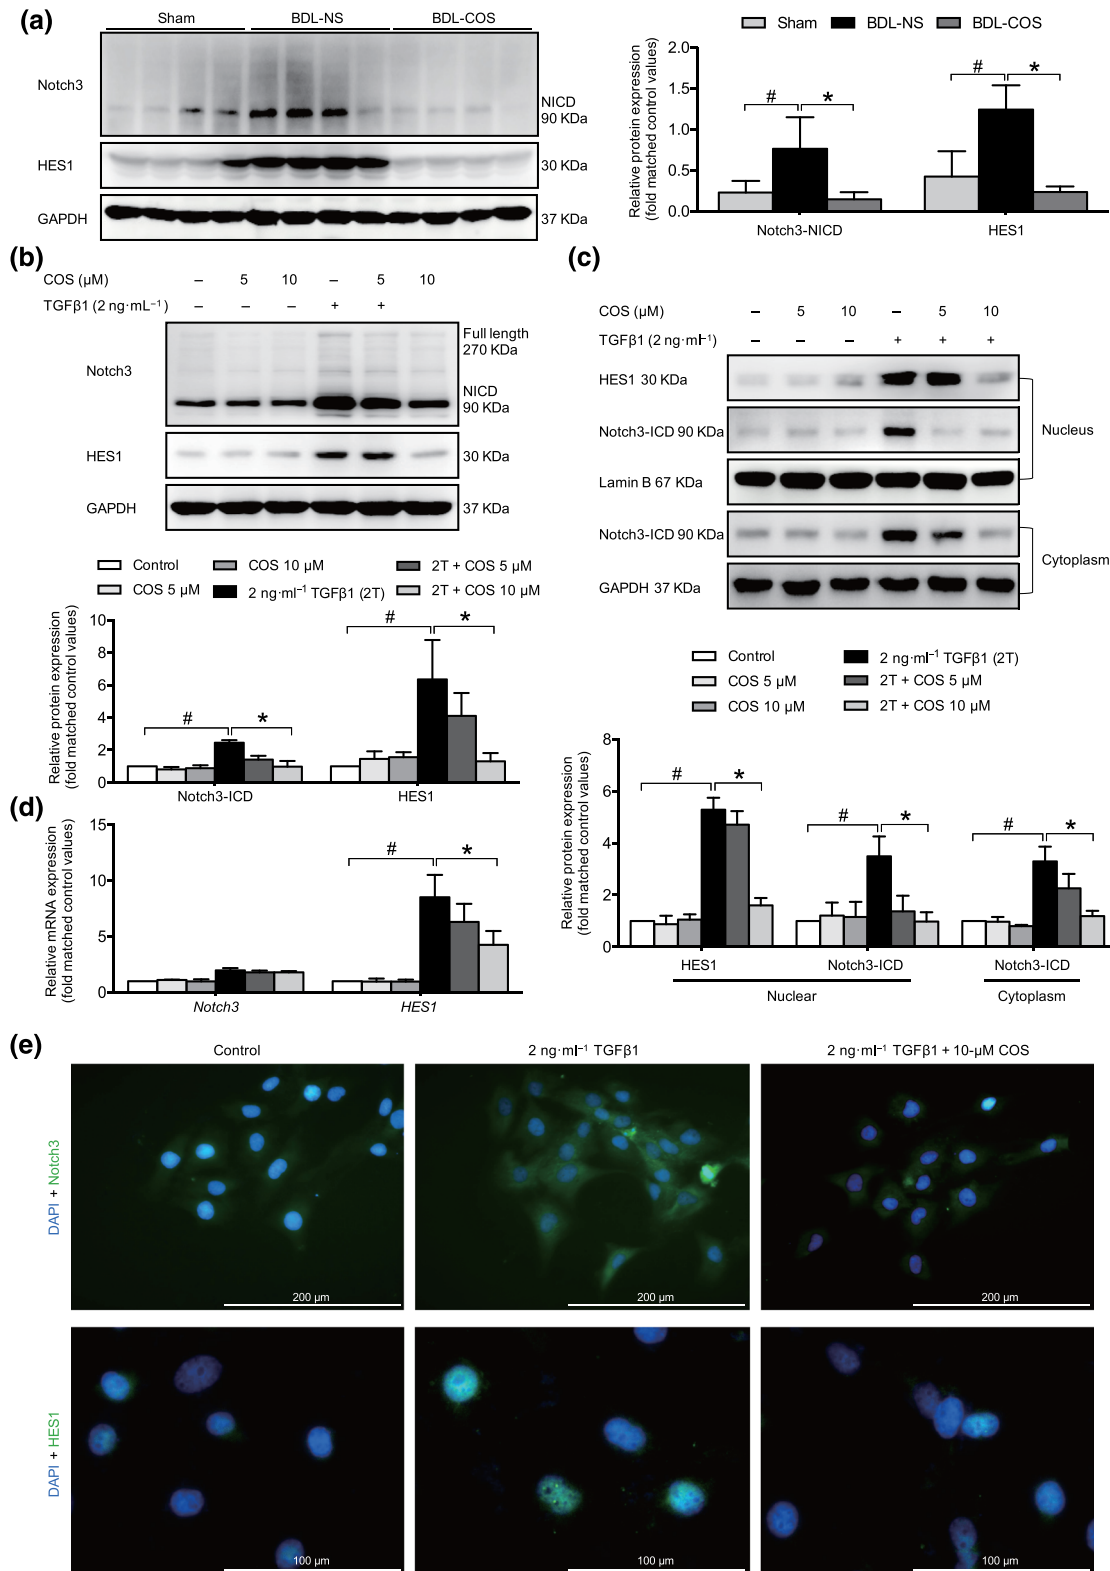 (a)
Sham BDL-NS BDL-COS
Notch3
NICD
90 KDa
HES1 30 KDa
GAPDH 37 KDa
Sham BDL-NS BDL-COS
Relative protein expression
(fold matched control values)
2.0
1.5
1.0
0.5
0.0
# * # *
Notch3-NICD HES1
(b)
COS (μM) – 5 10 – 5 10
TGFβ1 (2 ng·mL⁻¹) – – – + +
Notch3
Full length
270 KDa
NICD
90 KDa
HES1 30 KDa
GAPDH 37 KDa
Control COS 10 μM 2T + COS 5 μM
COS 5 μM 2 ng·ml⁻¹ TGFβ1 (2T) 2T + COS 10 μM
Relative protein expression
(fold matched control values)
10
8
6
4
2
0
# * # *
Notch3-ICD HES1
(c)
COS (μM) – 5 10 – 5 10
TGFβ1 (2 ng·ml⁻¹) – – – + + +
HES1 30 KDa
Notch3-ICD 90 KDa
Lamin B 67 KDa
Nucleus
Notch3-ICD 90 KDa
GAPDH 37 KDa
Cytoplasm
Control 2 ng·ml⁻¹ TGFβ1 (2T)
COS 5 μM 2T + COS 5 μM
COS 10 μM 2T + COS 10 μM
Relative protein expression
(fold matched control values)
8
6
4
2
0
# * # * # *
HES1 Notch3-ICD Notch3-ICD
Nuclear Cytoplasm
(d)
Relative mRNA expression
(fold matched control values)
15
10
5
0
# *
Notch3 HES1
(e)
Control 2 ng·ml⁻¹ TGFβ1 2 ng·ml⁻¹ TGFβ1 + 10-μM COS
DAPI + Notch3
200 μm 200 μm 200 μm
DAPI + HES1
100 μm 100 μm 100 μm